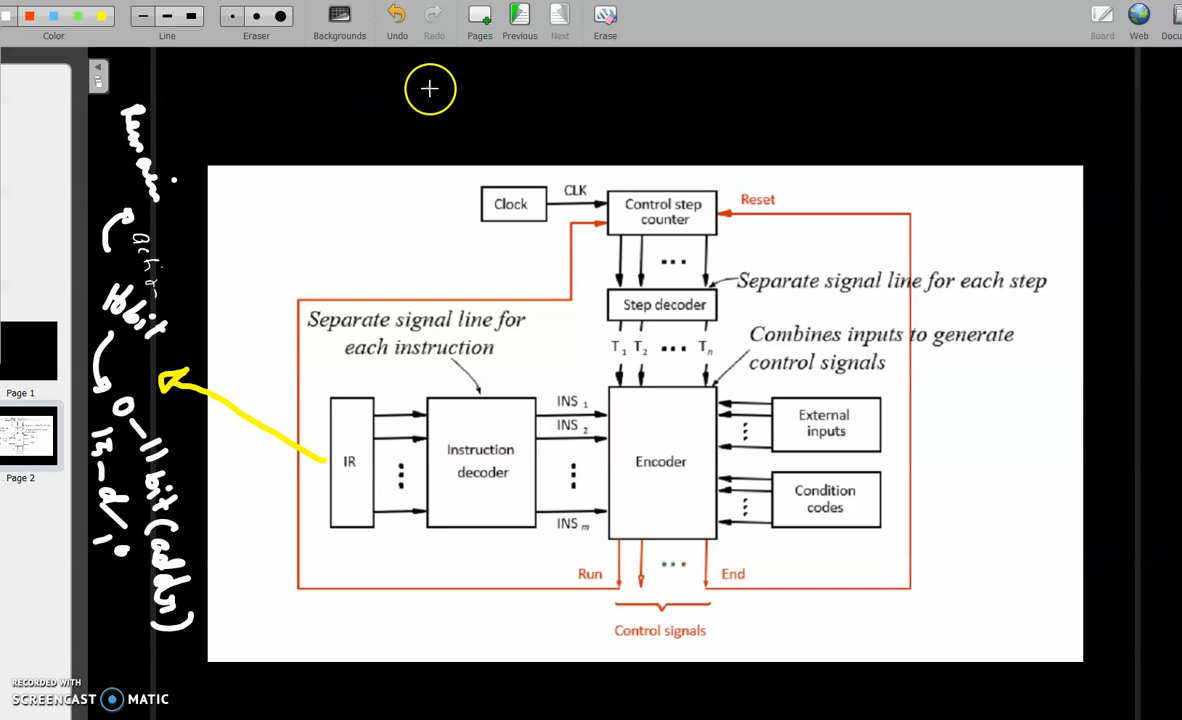 Color
Line
Eraser
Backgrounds
Undo
Redo
Pages
Previous
Next
Erase
Board
Web
Page 1
Page 2
Clock
CLK
Control step
counter
Reset
Separate signal line for each step
Step decoder
Separate signal line for
each instruction
T1 T2 ... Tn
Combines inputs to generate
control signals
IR
Instruction
decoder
INS 1
INS 2
INS m
Encoder
External
inputs
Condition
codes
Run
End
Control signals
0-11 bit (addr)
RECORDED WITH
SCREENCAST MATIC